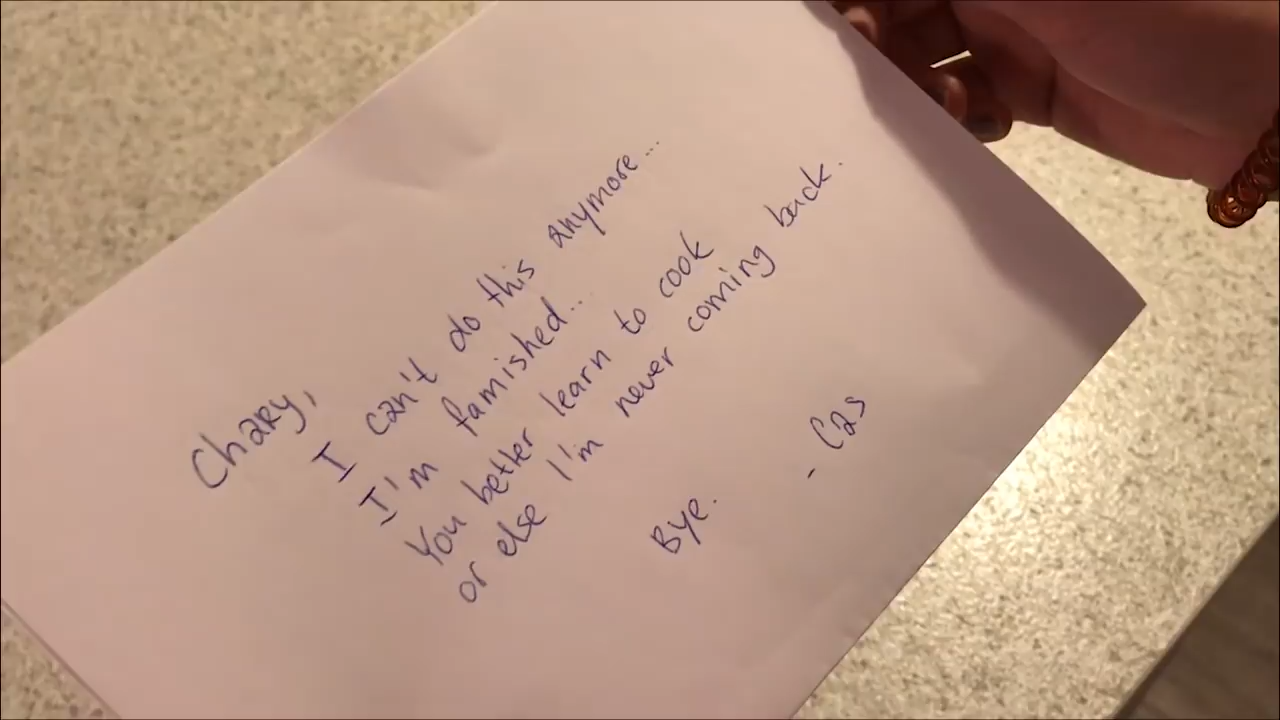 Chary,
I can't do this anymore...
I'm famished...
You better learn to cook
or else I'm never coming back.
Bye.
- Cas